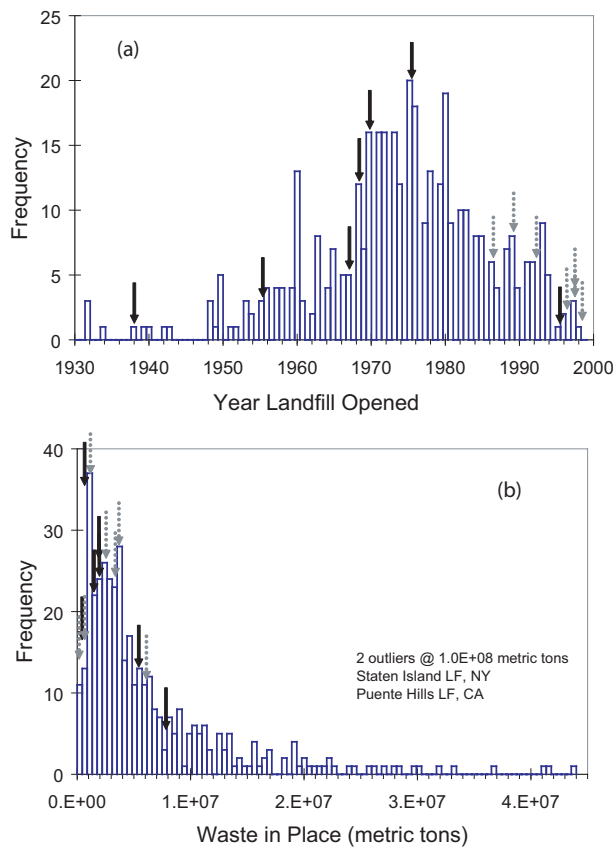 (a)
25
20
15
10
5
0
Frequency
1930 1940 1950 1960 1970 1980 1990 2000
Year Landfill Opened
(b)
40
30
20
10
0
Frequency
2 outliers @ 1.0E+08 metric tons
Staten Island LF, NY
Puente Hills LF, CA
0.E+00 1.E+07 2.E+07 3.E+07 4.E+07
Waste in Place (metric tons)